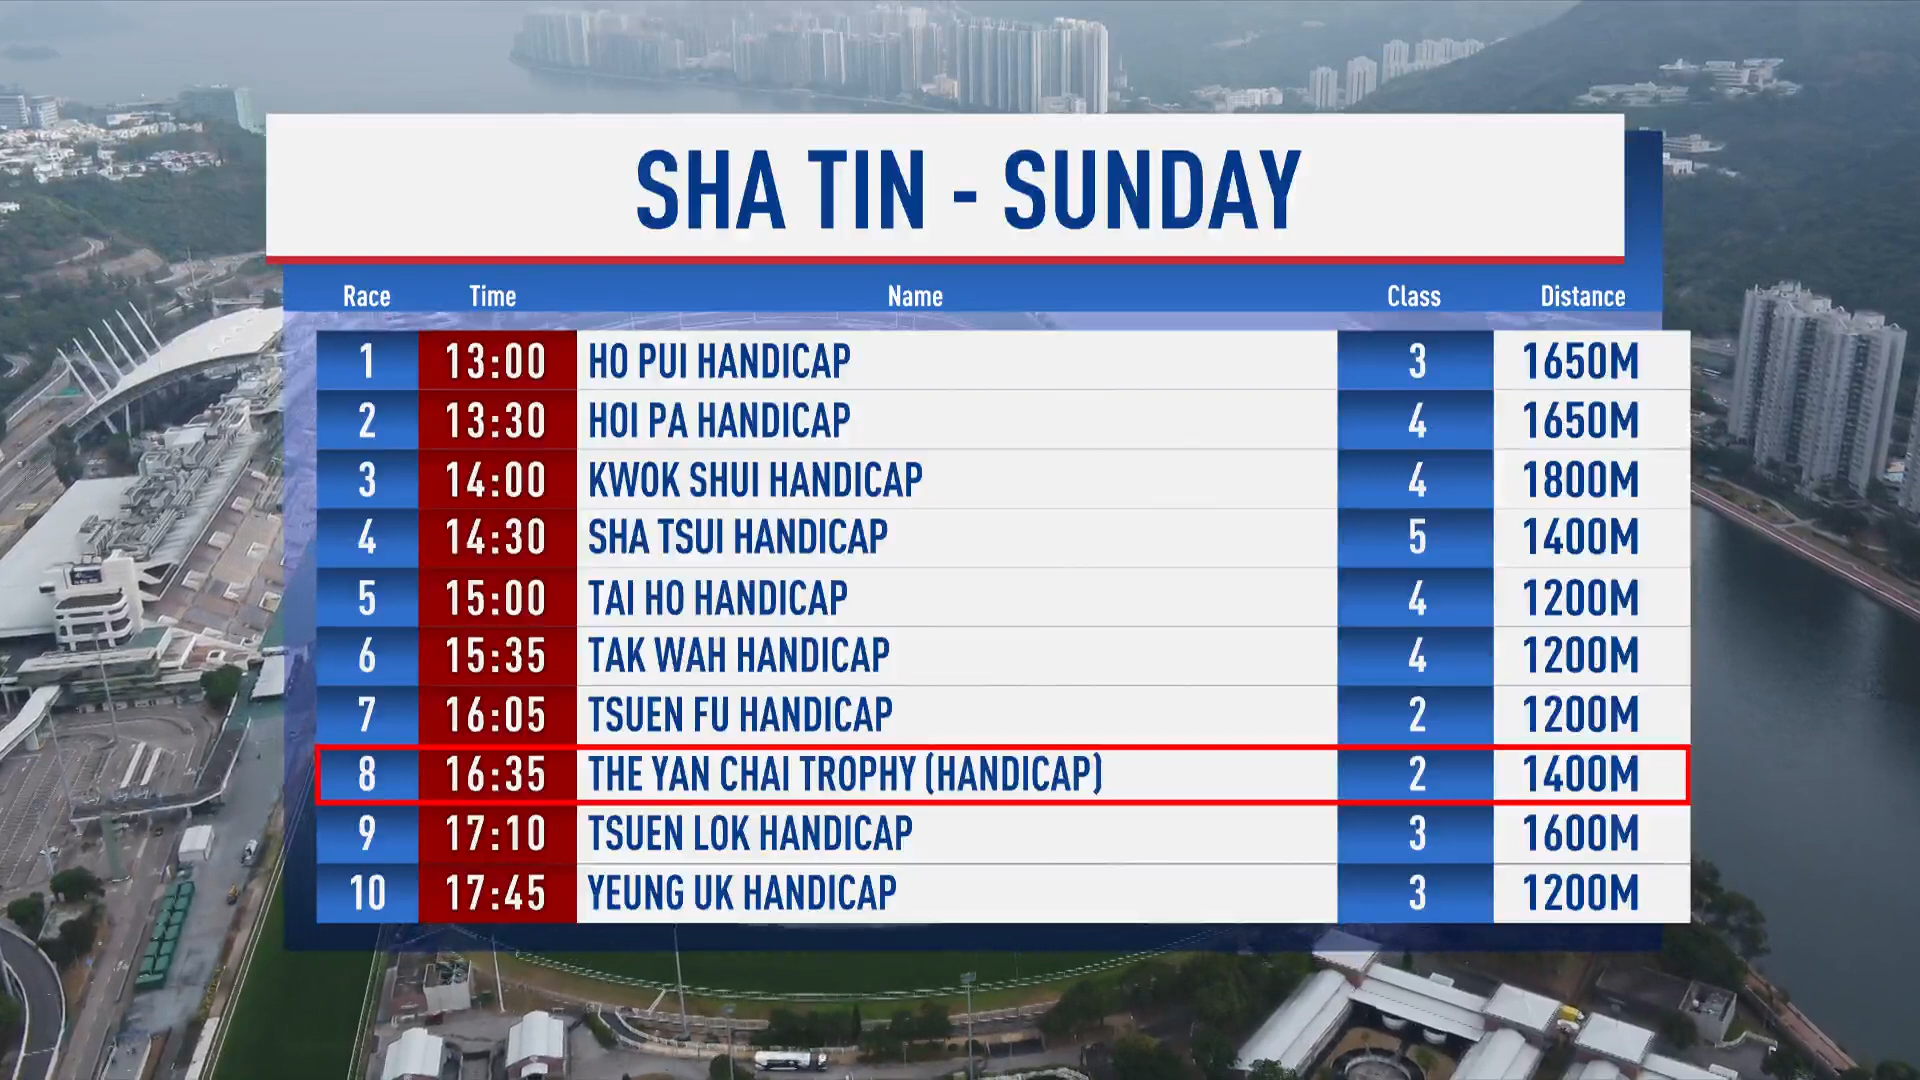 SHA TIN - SUNDAY
Race Time Name Class Distance
1 13:00 HO PUI HANDICAP 3 1650M
2 13:30 HOI PA HANDICAP 4 1650M
3 14:00 KWOK SHUI HANDICAP 4 1800M
4 14:30 SHA TSUI HANDICAP 5 1400M
5 15:00 TAI HO HANDICAP 4 1200M
6 15:35 TAK WAH HANDICAP 4 1200M
7 16:05 TSUEN FU HANDICAP 2 1200M
8 16:35 THE YAN CHAI TROPHY (HANDICAP) 2 1400M
9 17:10 TSUEN LOK HANDICAP 3 1600M
10 17:45 YEUNG UK HANDICAP 3 1200M